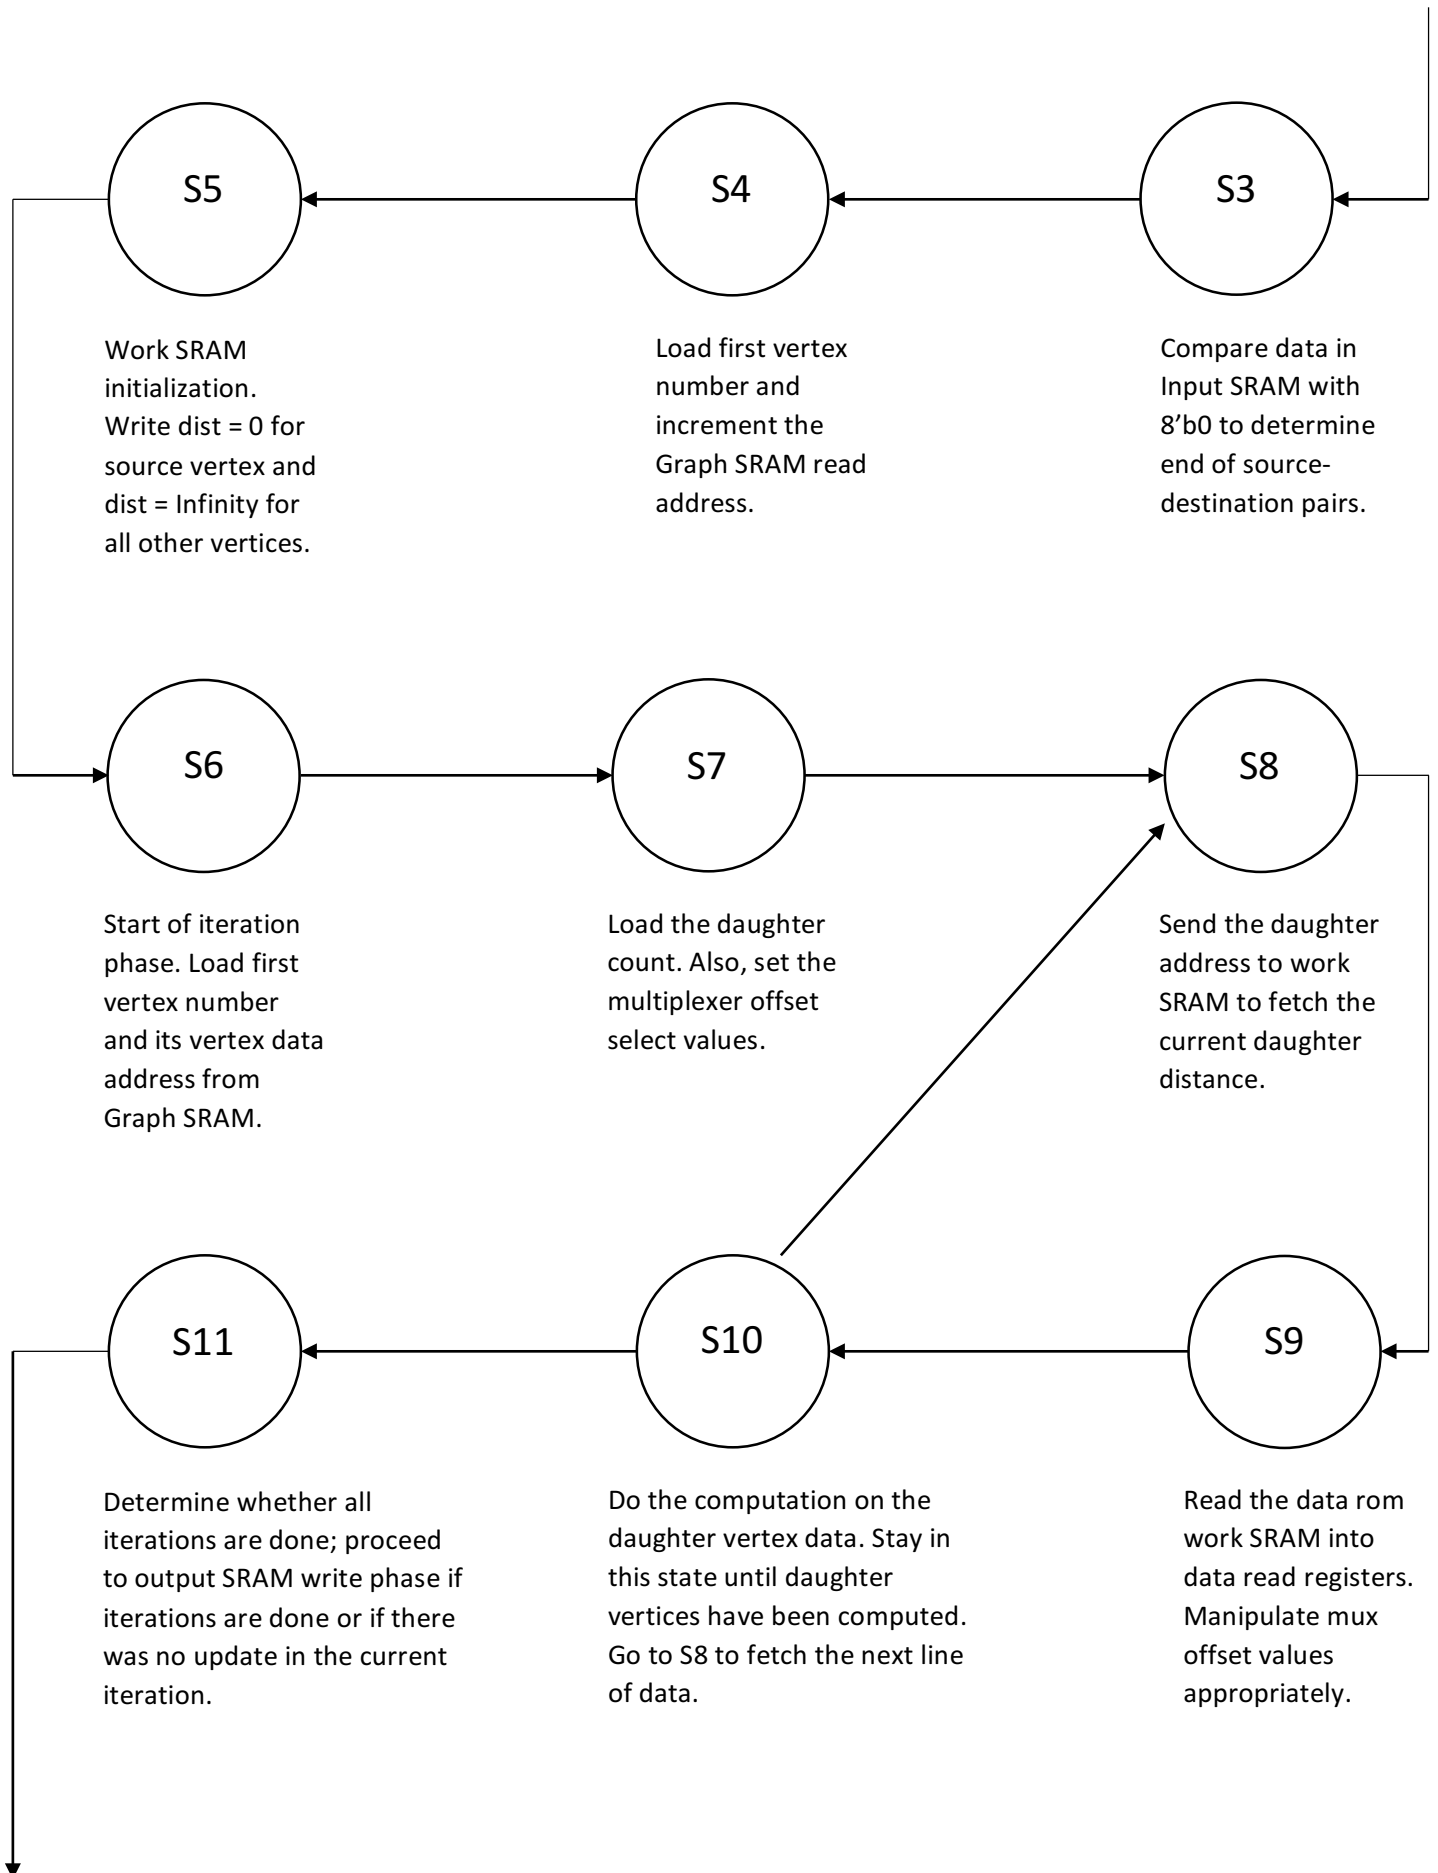 S5
S4
S3
Work SRAM
initialization.
Write dist = 0 for
source vertex and
dist = Infinity for
all other vertices.
Load first vertex
number and
increment the
Graph SRAM read
address.
Compare data in
Input SRAM with
8’b0 to determine
end of source-
destination pairs.
S6
S7
S8
Start of iteration
phase. Load first
vertex number
and its vertex data
address from
Graph SRAM.
Load the daughter
count. Also, set the
multiplexer offset
select values.
Send the daughter
address to work
SRAM to fetch the
current daughter
distance.
S11
S10
S9
Determine whether all
iterations are done; proceed
to output SRAM write phase if
iterations are done or if there
was no update in the current
iteration.
Do the computation on the
daughter vertex data. Stay in
this state until daughter
vertices have been computed.
Go to S8 to fetch the next line
of data.
Read the data rom
work SRAM into
data read registers.
Manipulate mux
offset values
appropriately.